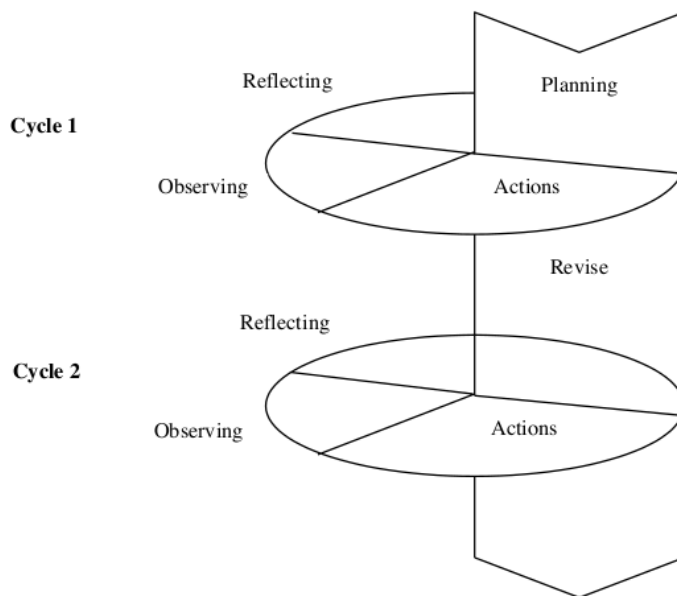 Reflecting
Planning
Cycle 1
Observing
Actions
Revise
Reflecting
Cycle 2
Observing
Actions